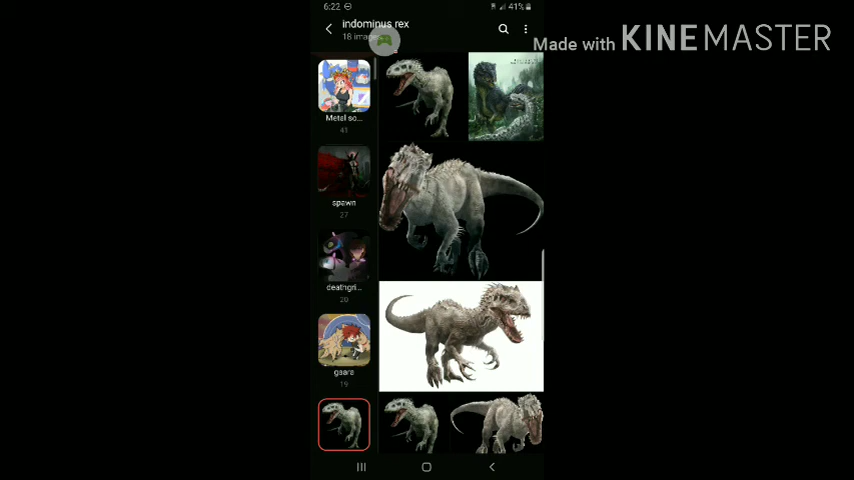 6:22
41%
indominus rex
18 images
Made with KINEMASTER
Metal so...
41
spawn
27
deathgri...
20
gaara
19